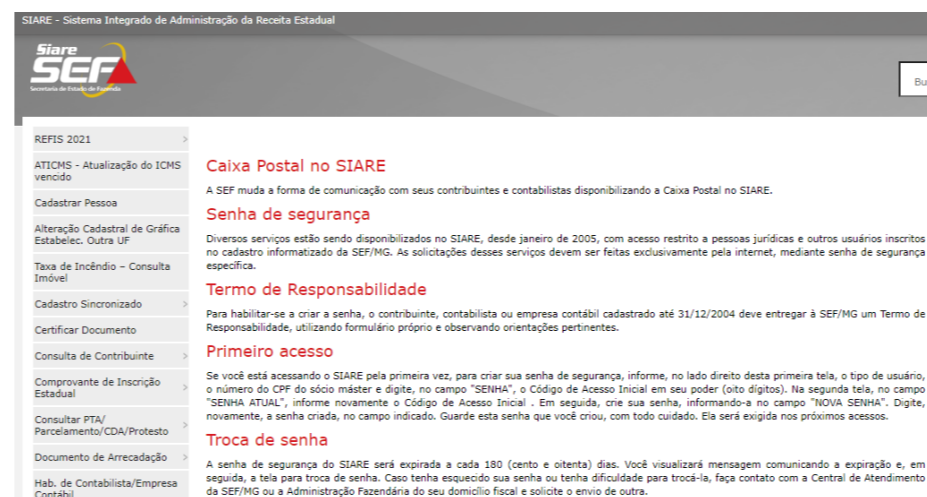 SIARE - Sistema Integrado de Administração da Receita Estadual
Siare
SEF
Secretaria de Estado de Fazenda
REFIS 2021 >
ATICMS - Atualização do ICMS
vencido
Cadastrar Pessoa
Alteração Cadastral de Gráfica
Estabelec. Outra UF
Taxa de Incêndio – Consulta
Imóvel
Cadastro Sincronizado >
Certificar Documento
Consulta de Contribuinte >
Comprovante de Inscrição
Estadual >
Consultar PTA/
Parcelamento/CDA/Protesto >
Documento de Arrecadação >
Hab. de Contabilista/Empresa
Contábil
Caixa Postal no SIARE
A SEF muda a forma de comunicação com seus contribuintes e contabilistas disponibilizando a Caixa Postal no SIARE.
Senha de segurança
Diversos serviços estão sendo disponibilizados no SIARE, desde janeiro de 2005, com acesso restrito a pessoas jurídicas e outros usuários inscritos
no cadastro informatizado da SEF/MG. As solicitações desses serviços devem ser feitas exclusivamente pela internet, mediante senha de segurança
específica.
Termo de Responsabilidade
Para habilitar-se a criar a senha, o contribuinte, contabilista ou empresa contábil cadastrado até 31/12/2004 deve entregar à SEF/MG um Termo de
Responsabilidade, utilizando formulário próprio e observando orientações pertinentes.
Primeiro acesso
Se você está acessando o SIARE pela primeira vez, para criar sua senha de segurança, informe, no lado direito desta primeira tela, o tipo de usuário,
o número do CPF do sócio máster e digite, no campo "SENHA", o Código de Acesso Inicial em seu poder (oito dígitos). Na segunda tela, no campo
"SENHA ATUAL", informe novamente o Código de Acesso Inicial . Em seguida, crie sua senha, informando-a no campo "NOVA SENHA". Digite,
novamente, a senha criada, no campo indicado. Guarde esta senha que você criou, com todo cuidado. Ela será exigida nos próximos acessos.
Troca de senha
A senha de segurança do SIARE será expirada a cada 180 (cento e oitenta) dias. Você visualizará mensagem comunicando a expiração e, em
seguida, a tela para troca de senha. Caso tenha esquecido sua senha ou tenha dificuldade para trocá-la, faça contato com a Central de Atendimento
da SEF/MG ou a Administração Fazendária do seu domicílio fiscal e solicite o envio de outra.